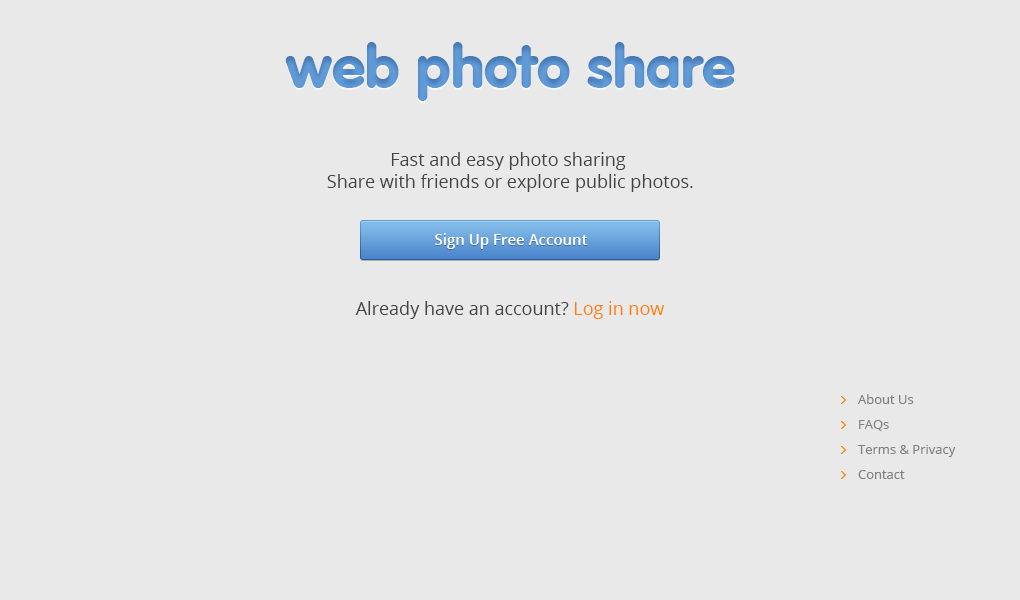 web photo share
Fast and easy photo sharing
Share with friends or explore public photos.
Sign Up Free Account
Already have an account? Log in now
About Us
FAQs
Terms & Privacy
Contact